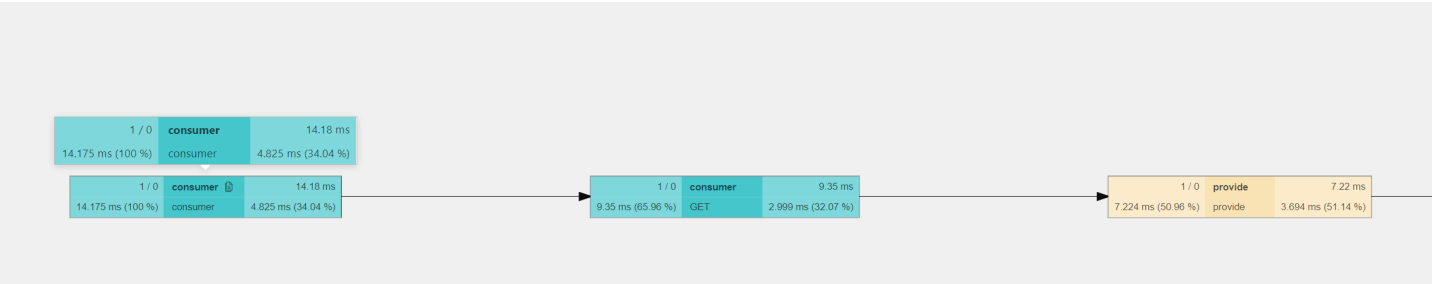 1 / 0 consumer 14.18 ms
14.175 ms (100 %) consumer 4.825 ms (34.04 %)
1 / 0 consumer 14.18 ms
14.175 ms (100 %) consumer 4.825 ms (34.04 %)
1 / 0 consumer 9.35 ms
9.35 ms (65.96 %) GET 2.999 ms (32.07 %)
1 / 0 provide 7.22 ms
7.224 ms (50.96 %) provide 3.694 ms (51.14 %)